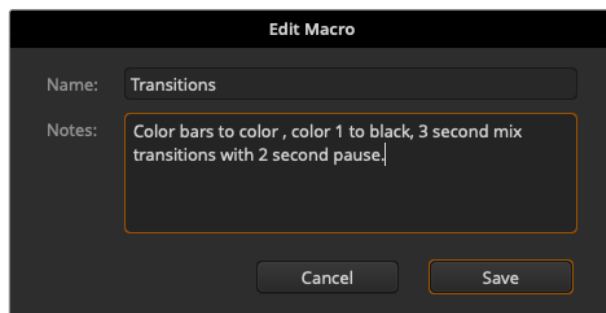 Edit Macro
Name: Transitions
Notes: Color bars to color , color 1 to black, 3 second mix
transitions with 2 second pause.
Cancel Save